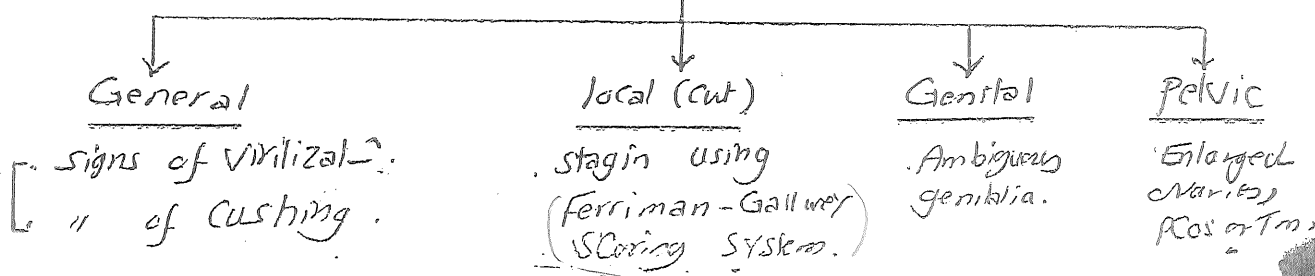 General
. signs of Virilizat⌢.
. " of Cushing.
local (cut)
. stagin using
(Ferriman-Gallwey
Scoring System.)
Genital
. Ambiguous
genitalia.
Pelvic
. Enlarged
ovaries,
PCOs or Tm.